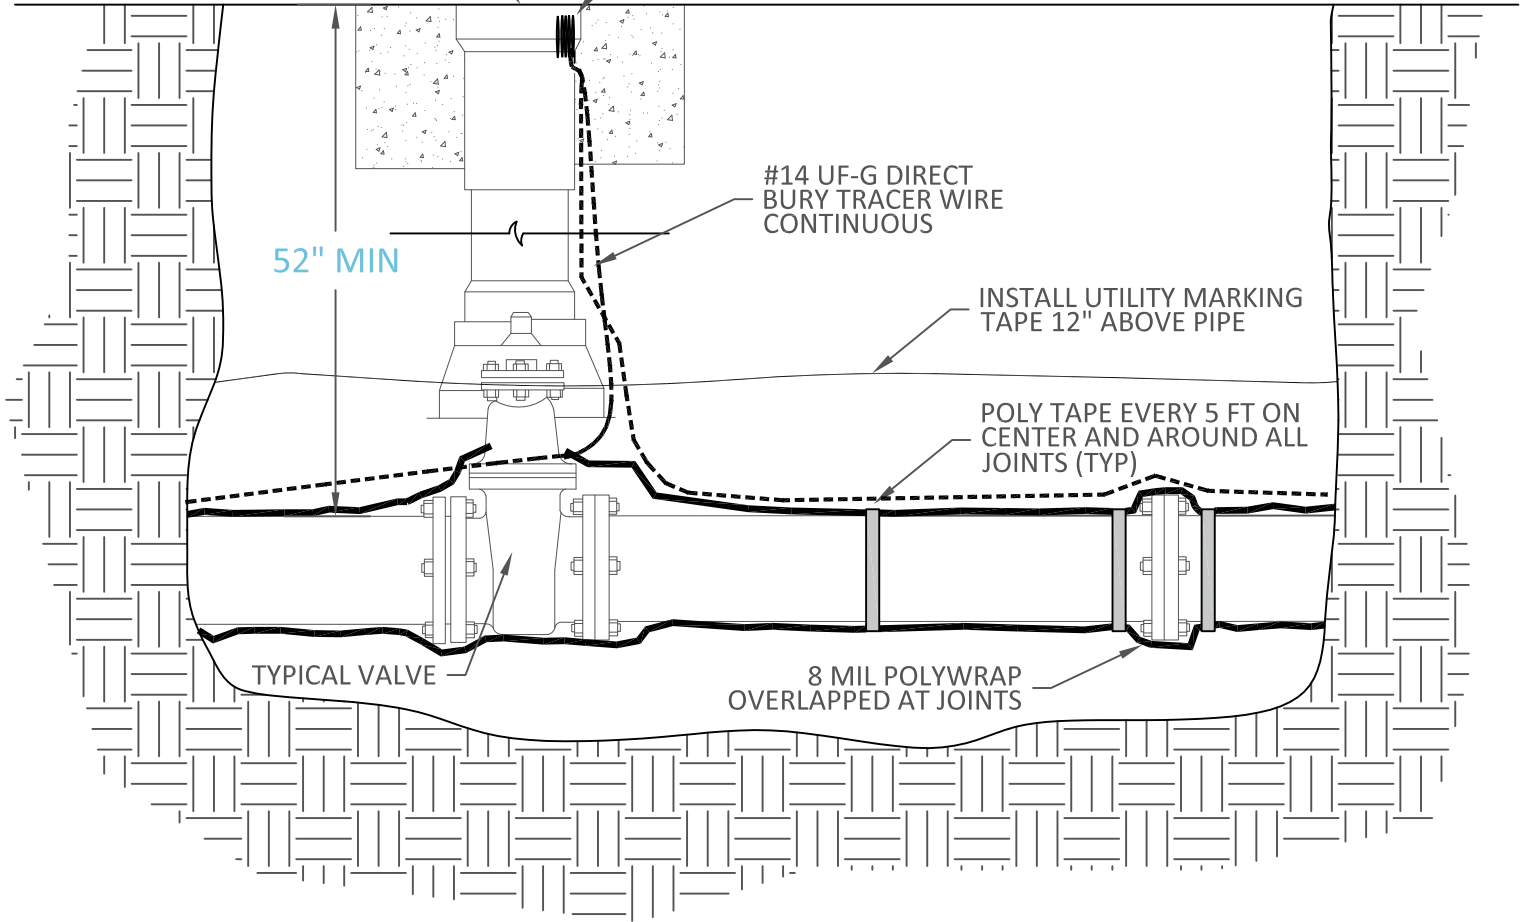 #14 UF-G DIRECT
BURY TRACER WIRE
CONTINUOUS
52" MIN
INSTALL UTILITY MARKING
TAPE 12" ABOVE PIPE
POLY TAPE EVERY 5 FT ON
CENTER AND AROUND ALL
JOINTS (TYP)
TYPICAL VALVE
8 MIL POLYWRAP
OVERLAPPED AT JOINTS